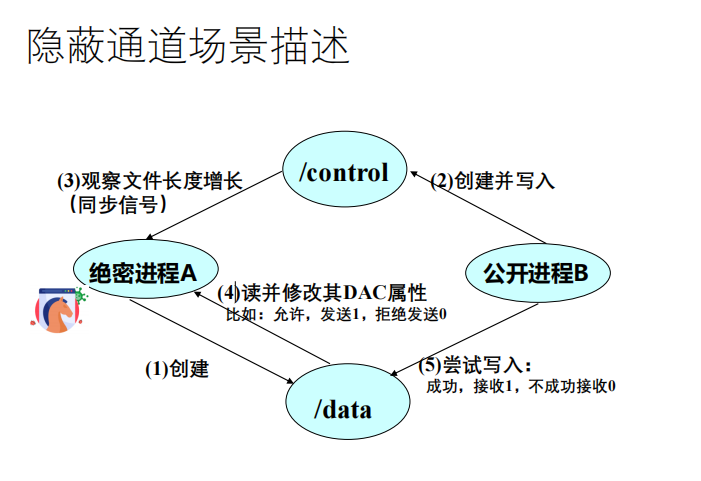 隐蔽通道场景描述
/control
(3)观察文件长度增长
（同步信号）
(2)创建并写入
绝密进程A
公开进程B
(4)读并修改其DAC属性
比如：允许，发送1，拒绝发送0
(1)创建
(5)尝试写入：
成功，接收1，不成功接收0
/data